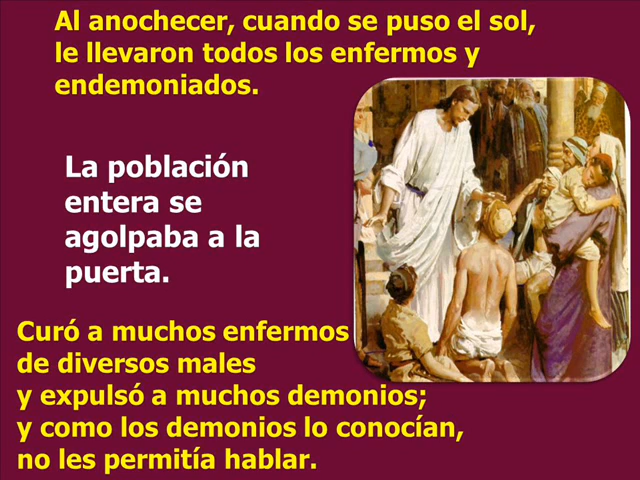 Al anochecer, cuando se puso el sol,
le llevaron todos los enfermos y
endemoniados.
La población
entera se
agolpaba a la
puerta.
Curó a muchos enfermos
de diversos males
y expulsó a muchos demonios;
y como los demonios lo conocían,
no les permitía hablar.